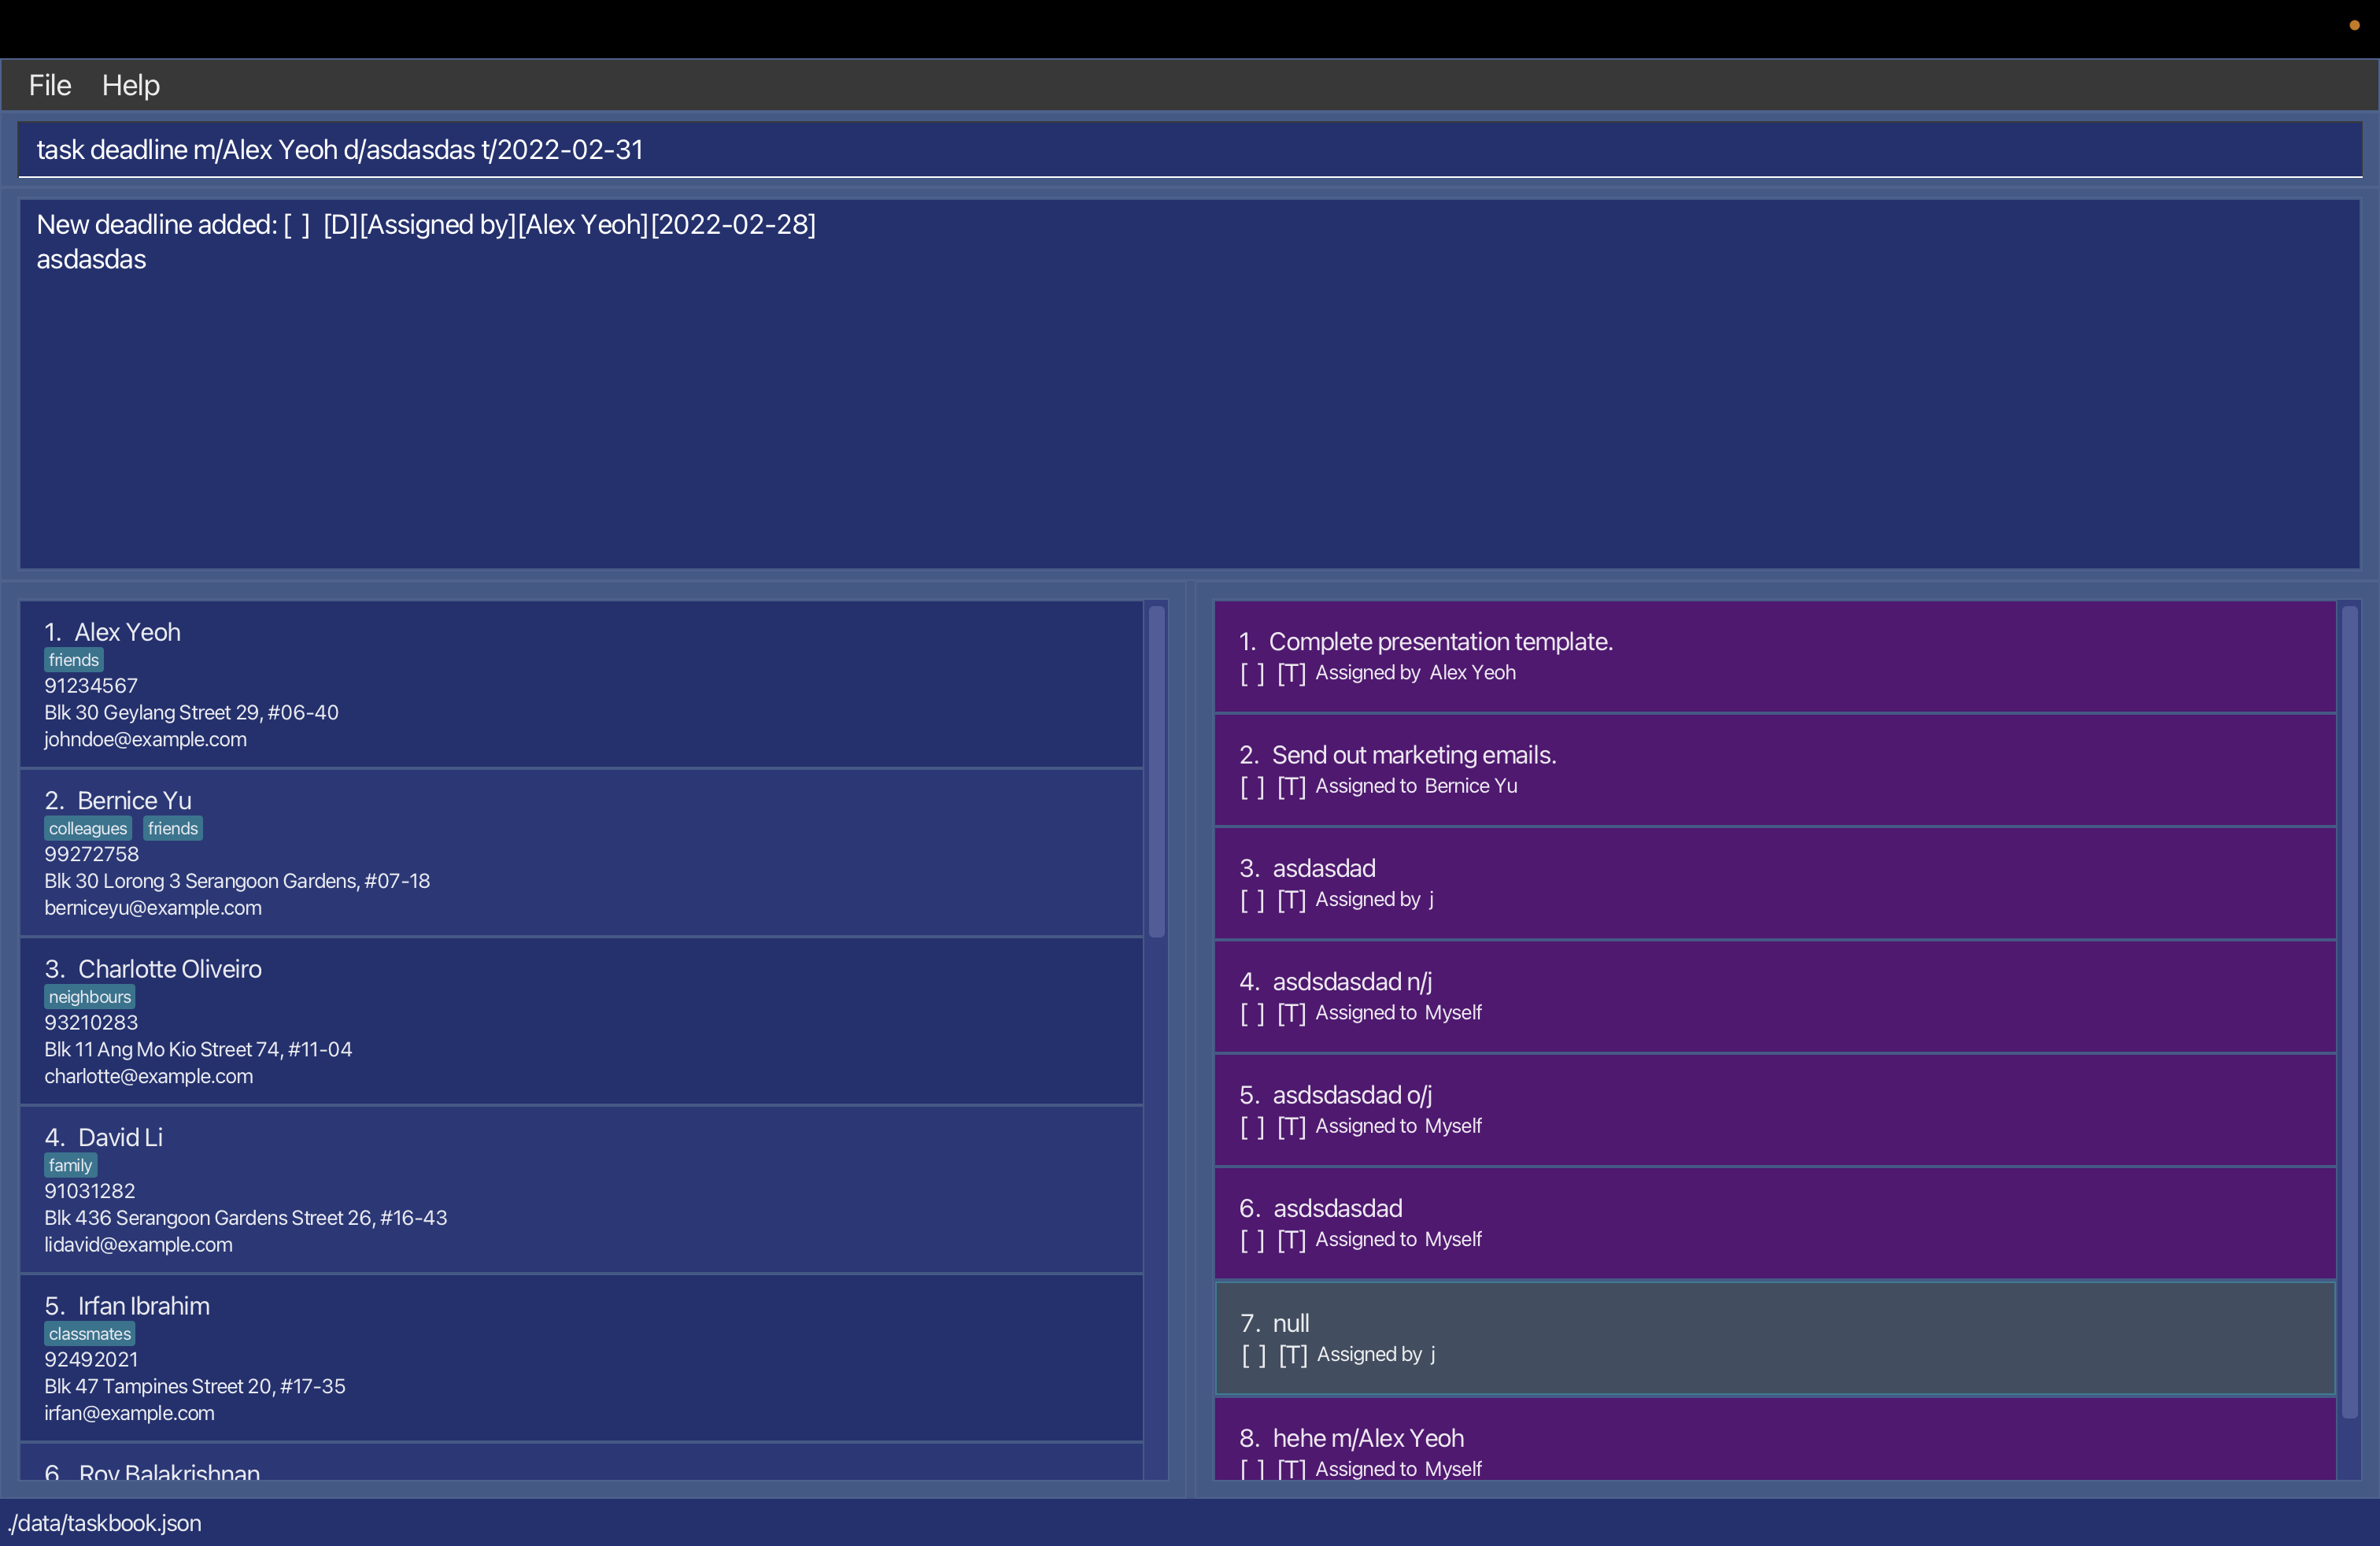 File Help
task deadline m/Alex Yeoh d/asdasdas t/2022-02-31
New deadline added: [ ] [D][Assigned by][Alex Yeoh][2022-02-28]
asdasdas
1. Alex Yeoh
friends
91234567
Blk 30 Geylang Street 29, #06-40
johndoe@example.com
2. Bernice Yu
colleagues friends
99272758
Blk 30 Lorong 3 Serangoon Gardens, #07-18
berniceyu@example.com
3. Charlotte Oliveiro
neighbours
93210283
Blk 11 Ang Mo Kio Street 74, #11-04
charlotte@example.com
4. David Li
family
91031282
Blk 436 Serangoon Gardens Street 26, #16-43
lidavid@example.com
5. Irfan Ibrahim
classmates
92492021
Blk 47 Tampines Street 20, #17-35
irfan@example.com
6. Roy Balakrishnan
1. Complete presentation template.
[ ] [T] Assigned by Alex Yeoh
2. Send out marketing emails.
[ ] [T] Assigned to Bernice Yu
3. asdasdad
[ ] [T] Assigned by j
4. asdsdasdad n/j
[ ] [T] Assigned to Myself
5. asdsdasdad o/j
[ ] [T] Assigned to Myself
6. asdsdasdad
[ ] [T] Assigned to Myself
7. null
[ ] [T] Assigned by j
8. hehe m/Alex Yeoh
[ ] [T] Assigned to Myself
./data/taskbook.json